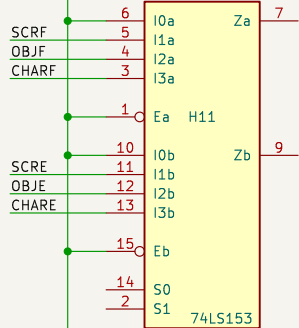 6 I0a Za 7
SCRF 5 I1a
OBJF 4 I2a
CHARF 3 I3a
1 Ea H11
10 I0b Zb 9
SCRE 11 I1b
OBJE 12 I2b
CHARE 13 I3b
15 Eb
14 S0
2 S1
74LS153